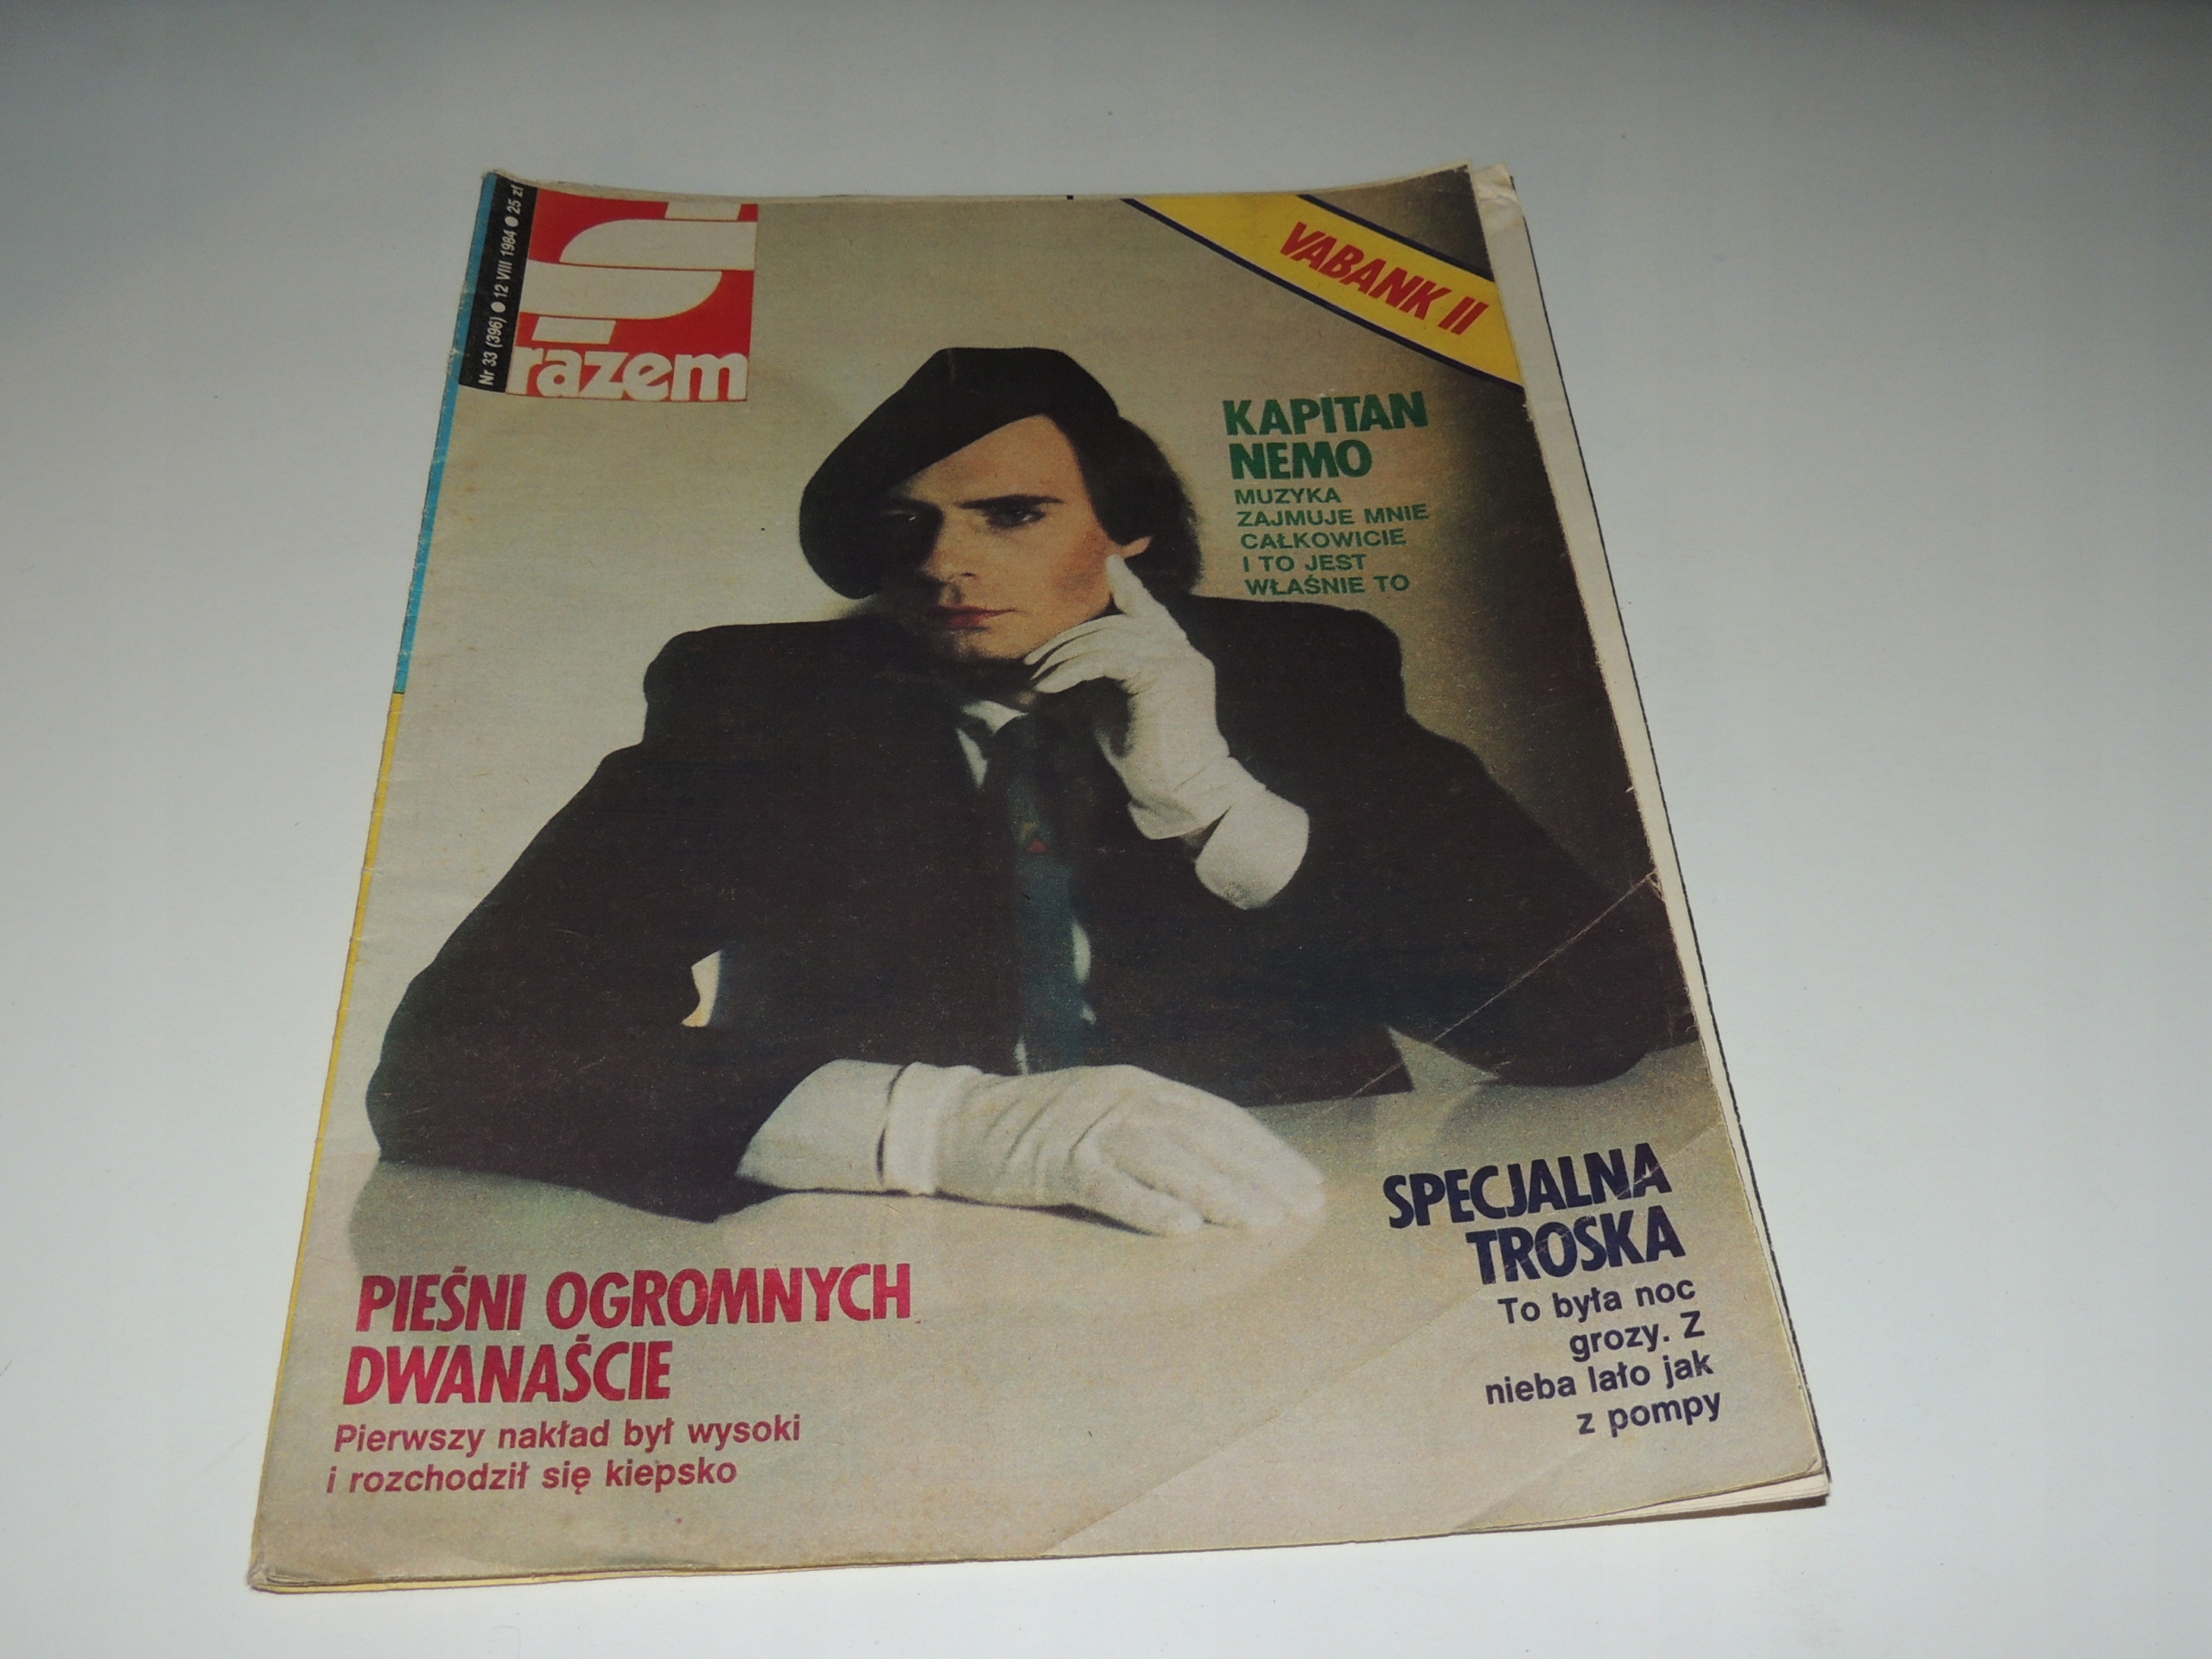 Nr 33 (396) ● 12 VIII 1984 ● 25 zł
razem
VABANK II
KAPITAN
NEMO
MUZYKA
ZAJMUJE MNIE
CAŁKOWICIE
I TO JEST
WŁAŚNIE TO
SPECJALNA
TROSKA
To była noc
grozy. Z
nieba lało jak
z pompy
PIEŚNI OGROMNYCH
DWANAŚCIE
Pierwszy nakład był wysoki
i rozchodził się kiepsko